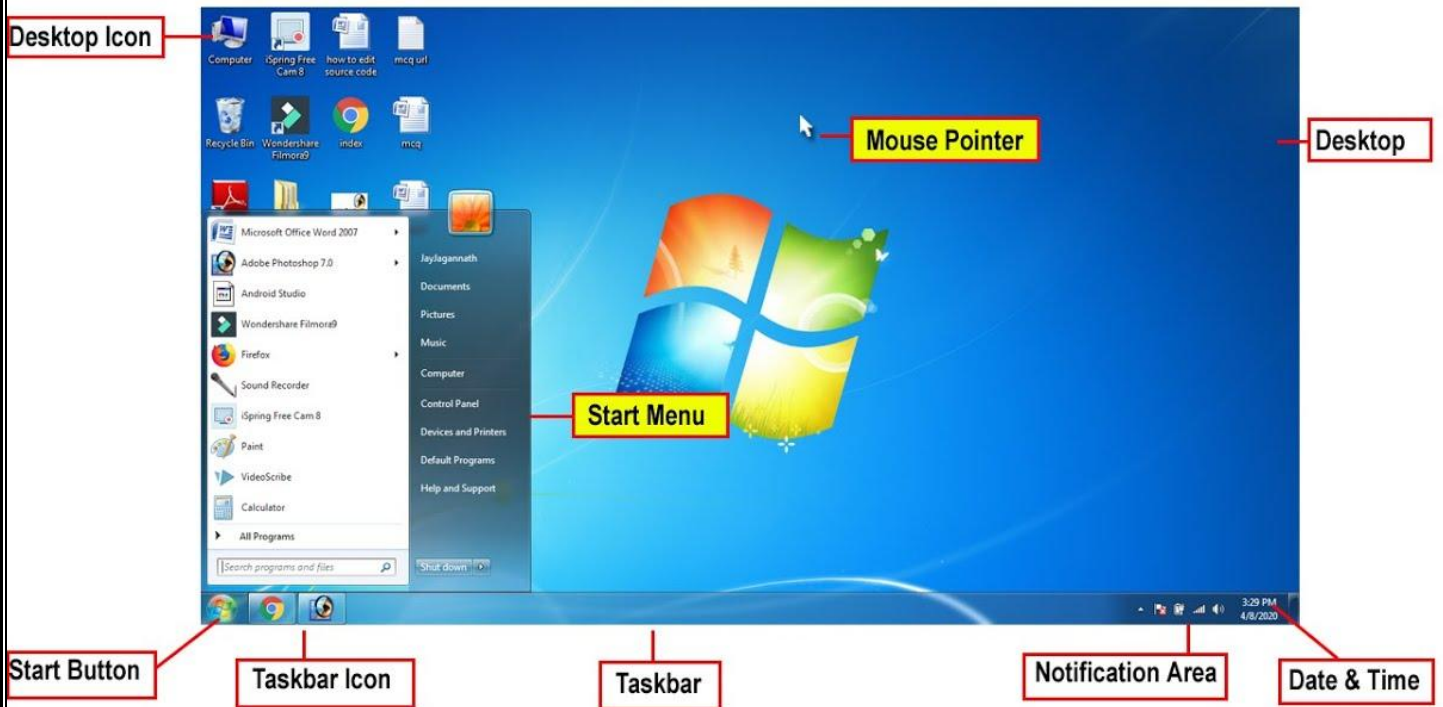 Desktop Icon
Computer
iSpring Free
Cam 8
how to edit
source code
mcq url
Recycle Bin
Wondershare
Filmora9
index
mcq
Mouse Pointer
Desktop
Microsoft Office Word 2007
Adobe Photoshop 7.0
Android Studio
Wondershare Filmora9
Firefox
Sound Recorder
iSpring Free Cam 8
Paint
VideoScribe
Calculator
All Programs
Search programs and files
JayJagannath
Documents
Pictures
Music
Computer
Control Panel
Devices and Printers
Default Programs
Help and Support
Shut down
Start Menu
3:29 PM
4/8/2020
Start Button
Taskbar Icon
Taskbar
Notification Area
Date & Time